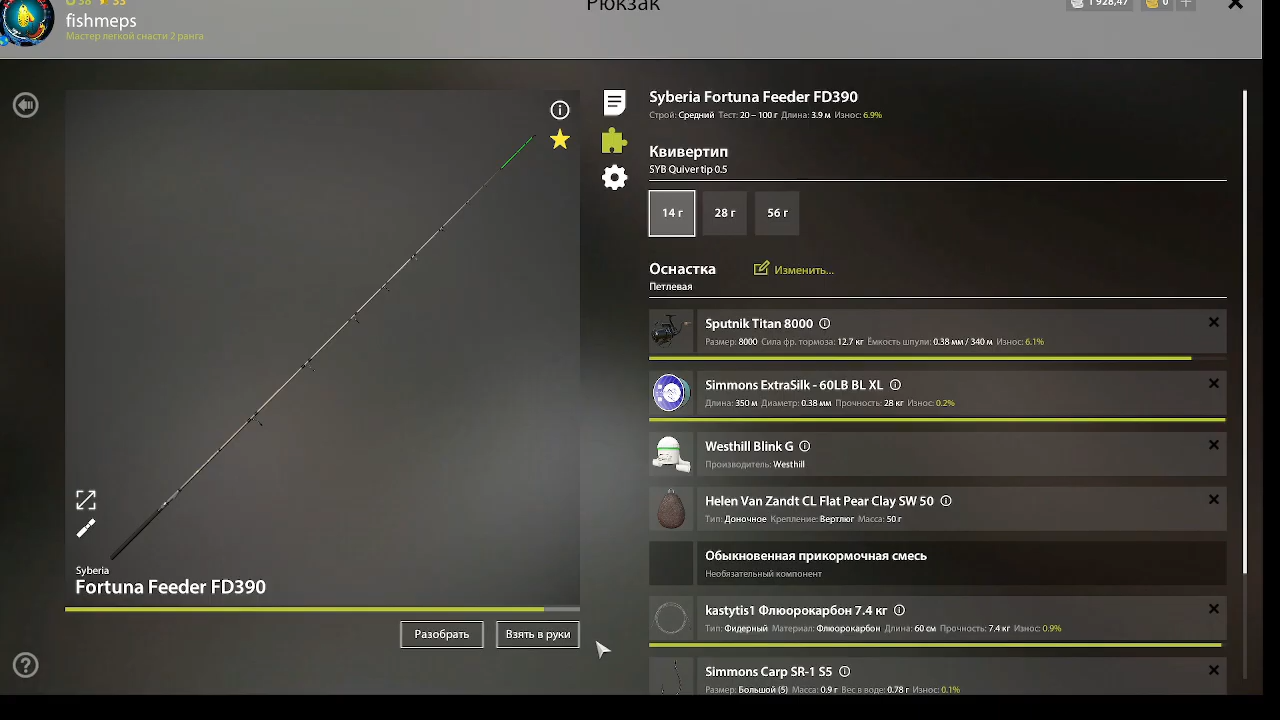 Рюкзак
38 33
1 928,47
0
fishmeps
Мастер легкой снасти 2 ранга
Syberia Fortuna Feeder FD390
Строй: Средний Тест: 20 – 100 г Длина: 3.9 м Износ: 6.9%
Квивертип
SYB Quiver tip 0.5
14 г 28 г 56 г
Оснастка
Изменить...
Петлевая
Sputnik Titan 8000
Размер: 8000 Сила фр. тормоза: 12.7 кг Емкость шпули: 0.38 мм / 340 м Износ: 6.1%
Simmons ExtraSilk - 60LB BL XL
Длина: 350 м Диаметр: 0.38 мм Прочность: 28 кг Износ: 0.2%
Westhill Blink G
Производитель: Westhill
Helen Van Zandt CL Flat Pear Clay SW 50
Тип: Доночное Крепление: Вертлюг Масса: 50 г
Обыкновенная прикормочная смесь
Необязательный компонент
kastytis1 Флюорокарбон 7.4 кг
Тип: Фидерный Материал: Флюорокарбон Длина: 60 см Прочность: 7.4 кг Износ: 0.9%
Simmons Carp SR-1 S5
Размер: Большой (5) Масса: 0.9 г Вес в воде: 0.78 г Износ: 0.1%
Syberia
Fortuna Feeder FD390
Разобрать
Взять в руки